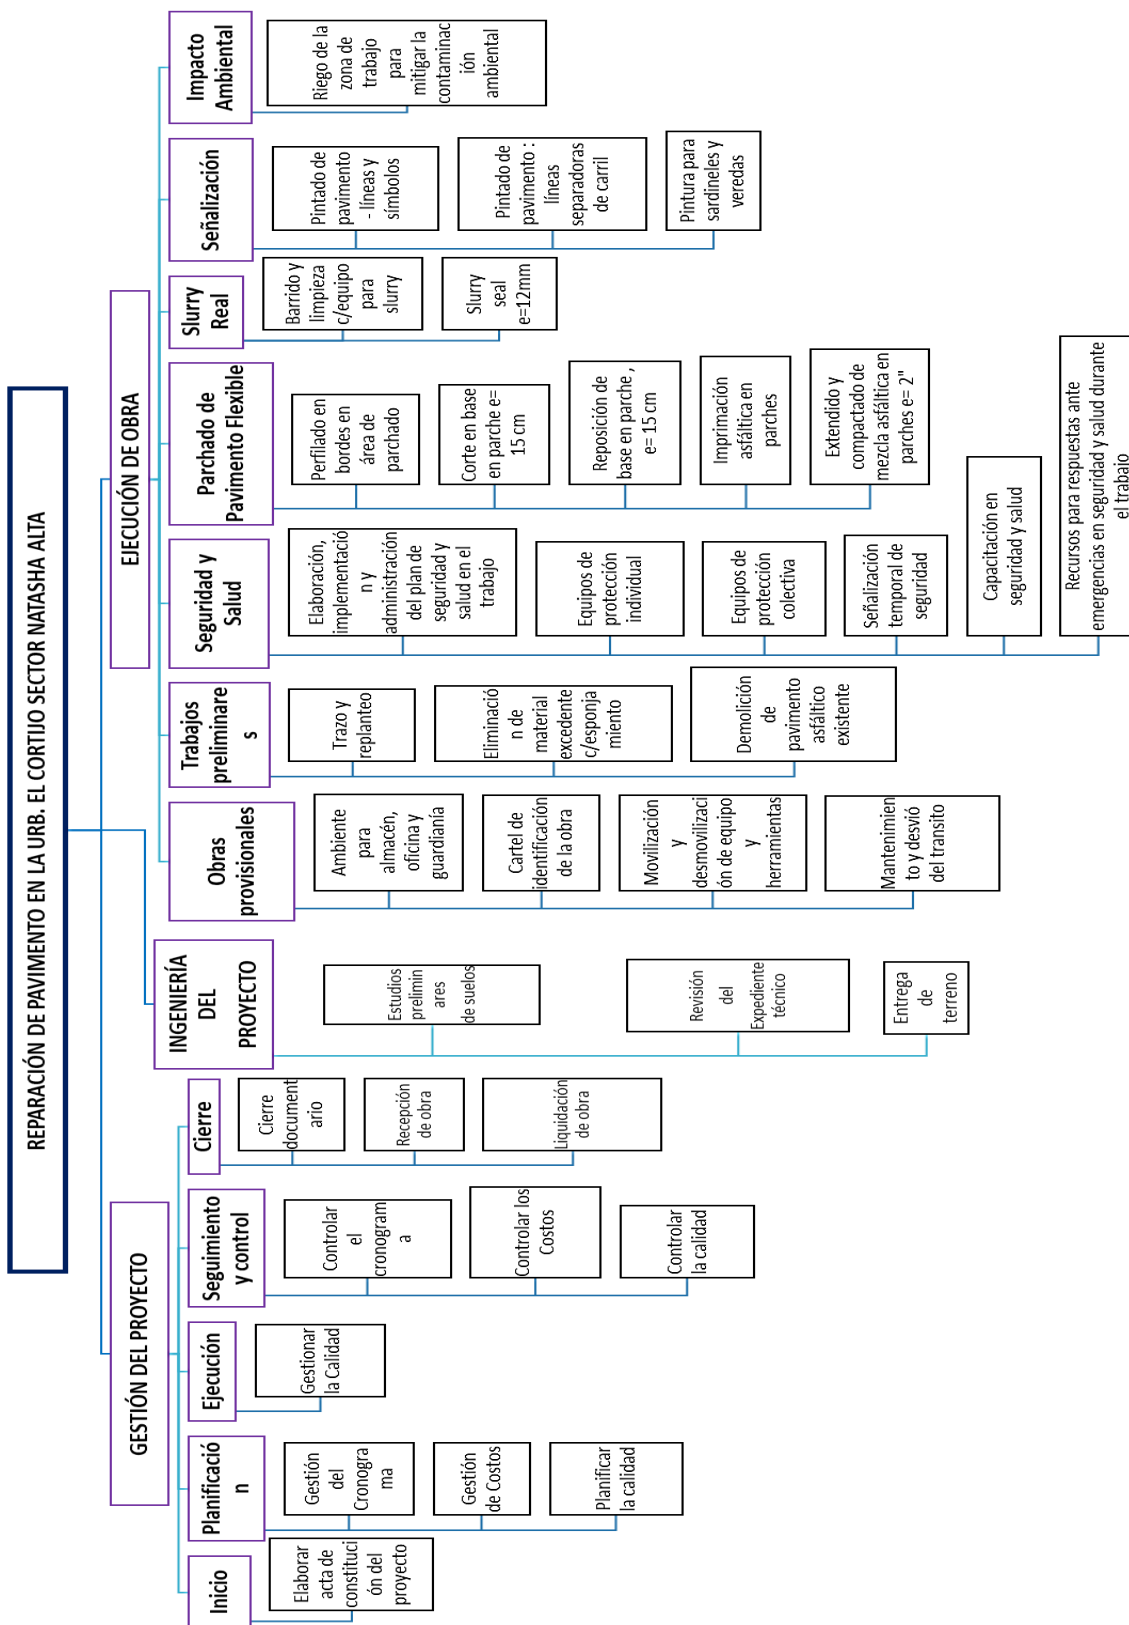 REPARACIÓN DE PAVIMENTO EN LA URB. EL CORTIJO SECTOR NATASHA ALTA
GESTIÓN DEL PROYECTO
Inicio
Elaborar
acta de
constituci
ón del
proyecto
Planificació
n
Gestión
del
Cronogra
ma
Gestión
de Costos
Planificar
la calidad
Ejecución
Gestionar
la Calidad
Seguimiento
y control
Controlar
el
cronogram
a
Controlar los
Costos
Controlar
la calidad
Cierre
Cierre
document
ario
Recepción
de obra
Liquidación
de obra
INGENIERÍA
DEL
PROYECTO
Estudios
prelimin
ares
de suelos
Revisión
del
Expediente
técnico
Entrega
de
terreno
EJECUCIÓN DE OBRA
Obras
provisionales
Ambiente
para
almacén,
oficina y
guardianía
Cartel de
identificación
de la obra
Movilización
y
desmovilizaci
ón de equipo
y
herramientas
Mantenimien
to y desvió
del transito
Trabajos
preliminare
s
Trazo y
replanteo
Eliminació
n de
material
excedente
c/esponja
miento
Demolición
de
pavimento
asfáltico
existente
Seguridad y
Salud
Elaboración,
implementació
n y
administración
del plan de
seguridad y
salud en el
trabajo
Equipos de
protección
individual
Equipos de
protección
colectiva
Señalización
temporal de
seguridad
Capacitación en
seguridad y salud
Recursos para respuestas ante
emergencias en seguridad y salud durante
el trabajo
Parchado de
Pavimento Flexible
Perfilado en
bordes en
área de
parchado
Corte en base
en parche e=
15 cm
Reposición de
base en parche ,
e= 15 cm
Imprimación
asfáltica en
parches
Extendido y
compactado de
mezcla asfáltica en
parches e= 2"
Slurry
Real
Barrido y
limpieza
c/equipo
para
slurry
Slurry
seal
e=12mm
Señalización
Pintado de
pavimento
- líneas y
símbolos
Pintado de
pavimento :
líneas
separadoras
de carril
Pintura para
sardineles y
veredas
Impacto
Ambiental
Riego de la
zona de
trabajo
para
mitigar la
contaminac
ión
ambiental